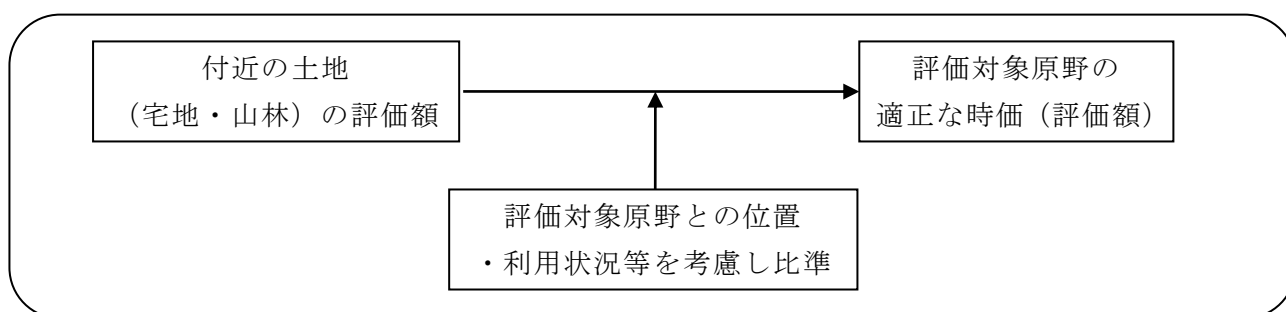 付近の土地
（宅地・山林）の評価額
評価対象原野の
適正な時価（評価額）
評価対象原野との位置
・利用状況等を考慮し比準